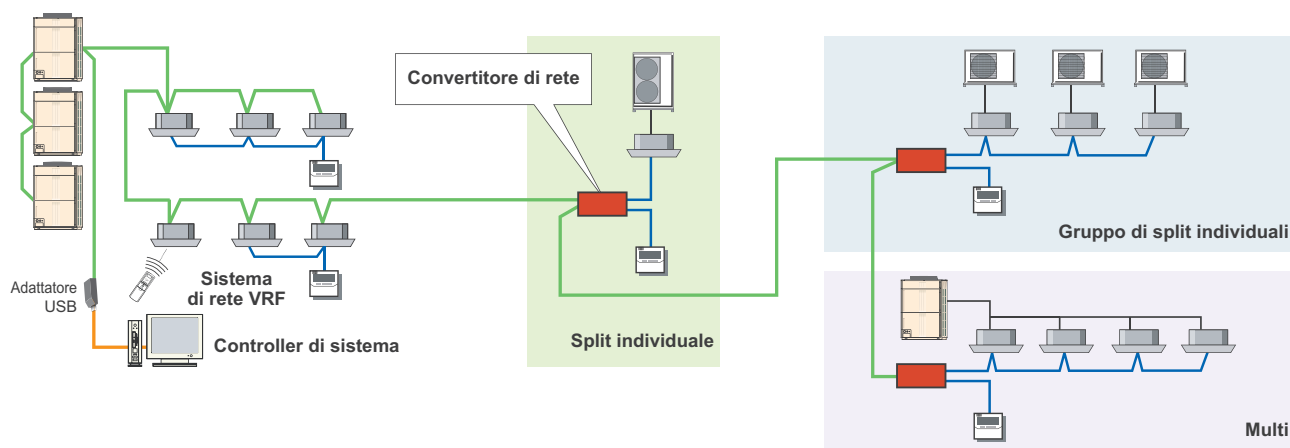 Convertitore di rete
Adattatore
USB
Sistema
di rete VRF
Controller di sistema
Split individuale
Gruppo di split individuali
Multi